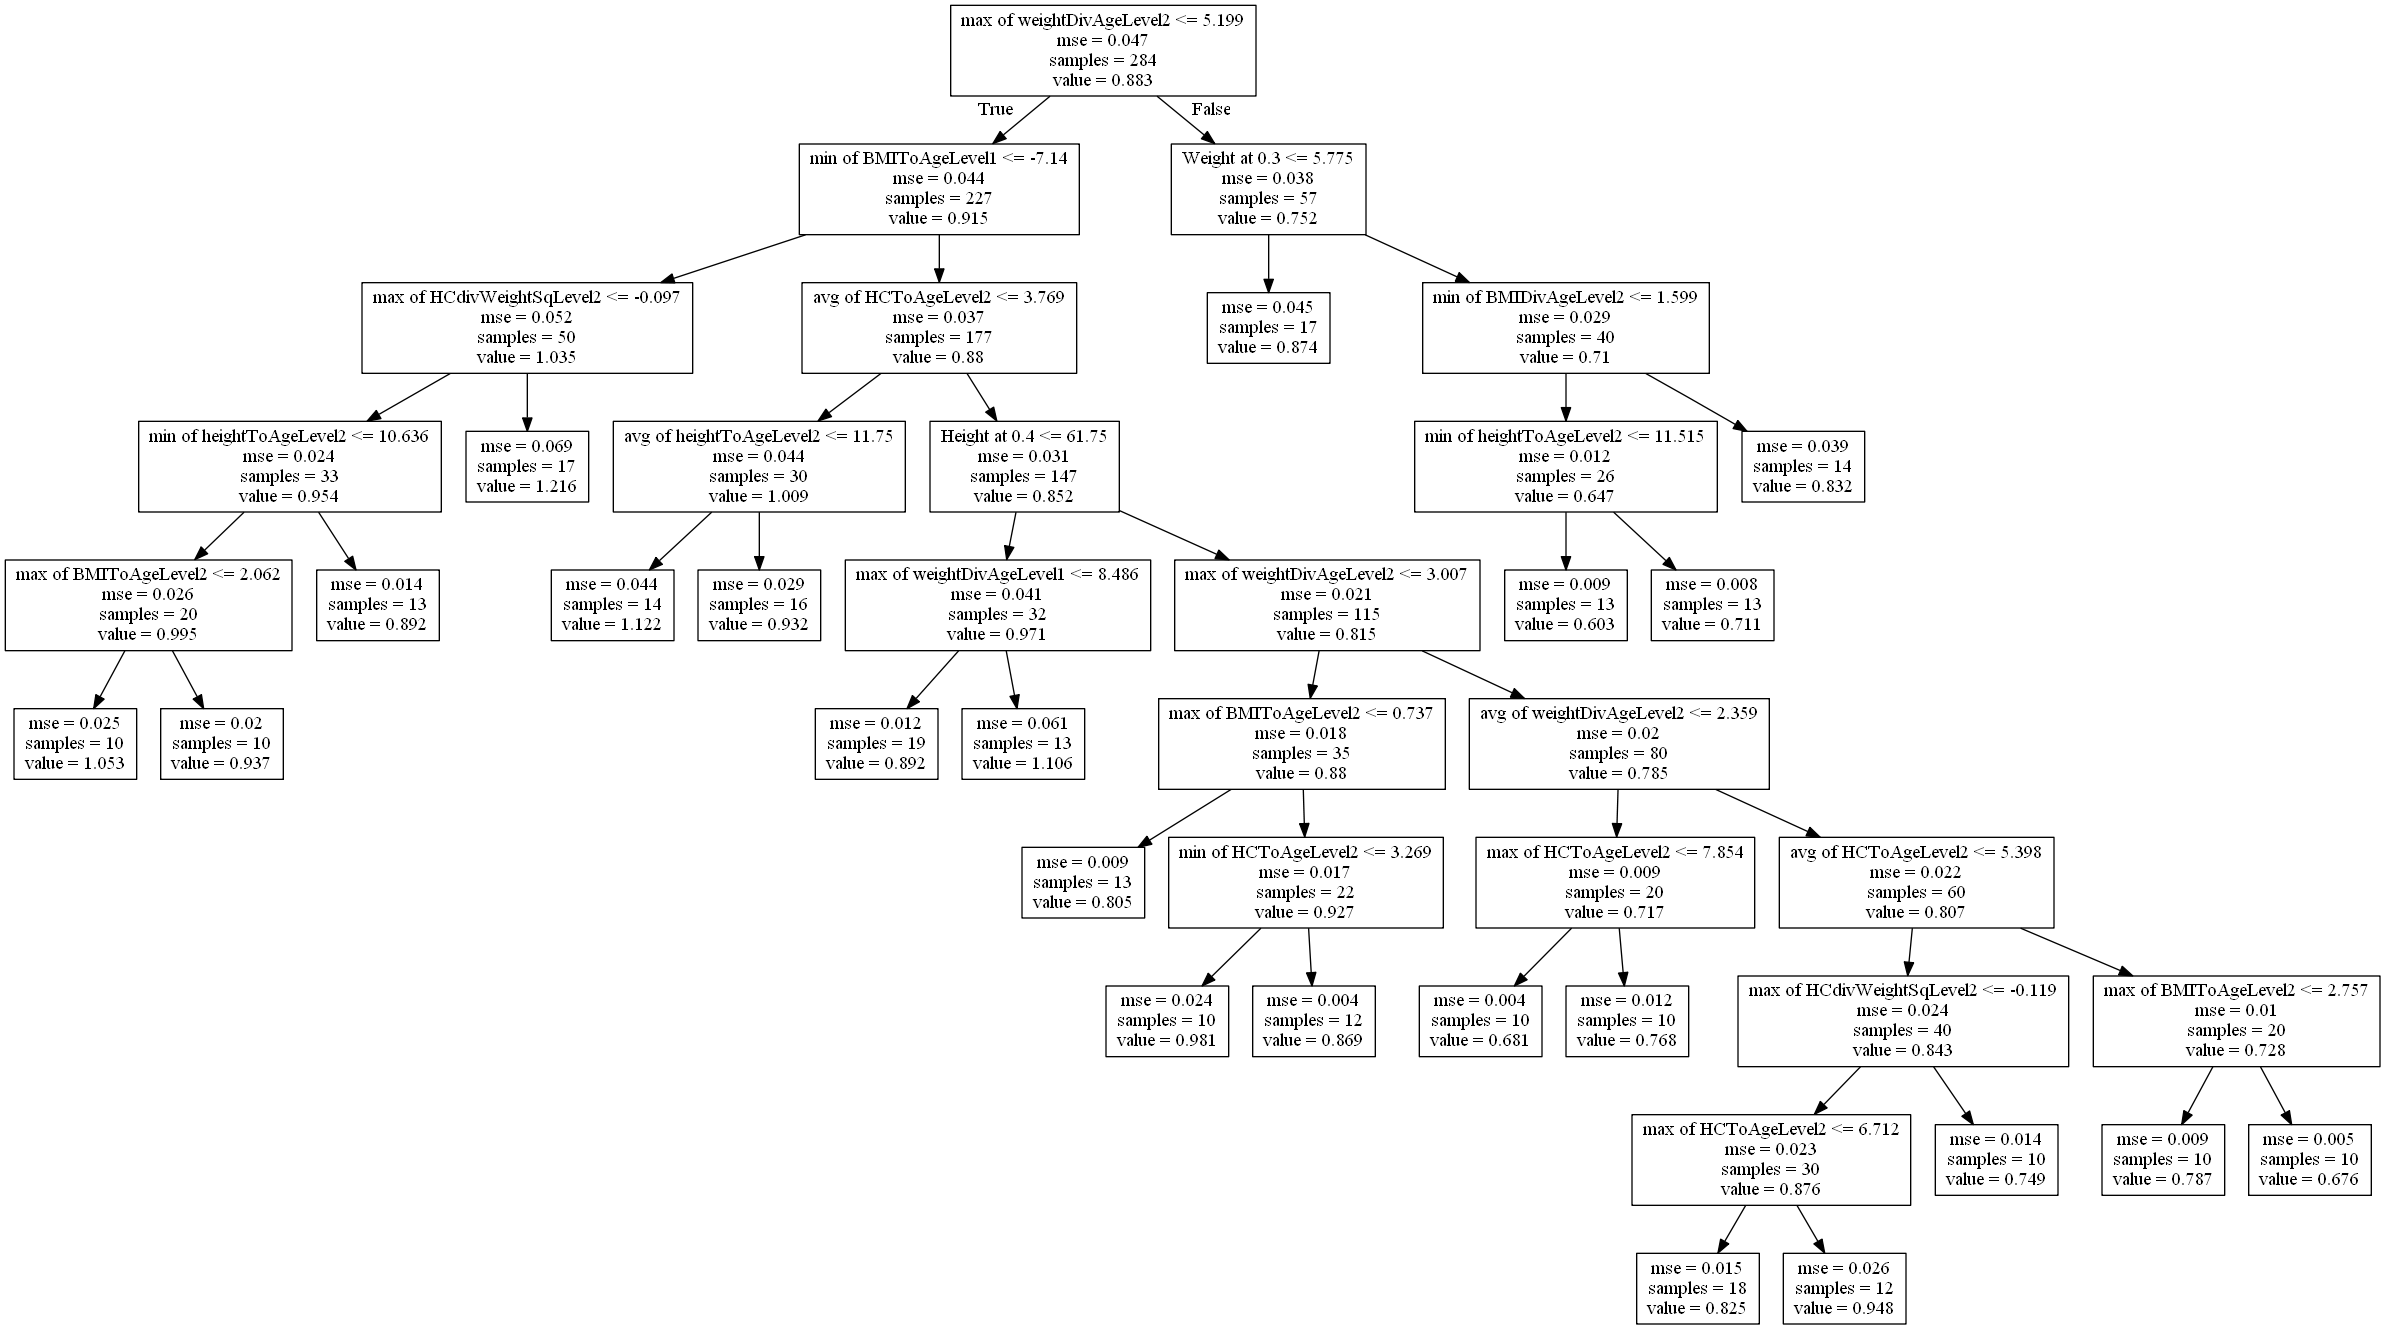 max of weightDivAgeLevel2 <= 5.199
mse = 0.047
samples = 284
value = 0.883
True
False
min of BMIToAgeLevel1 <= -7.14
mse = 0.044
samples = 227
value = 0.915
Weight at 0.3 <= 5.775
mse = 0.038
samples = 57
value = 0.752
max of HCdivWeightSqLevel2 <= -0.097
mse = 0.052
samples = 50
value = 1.035
avg of HCToAgeLevel2 <= 3.769
mse = 0.037
samples = 177
value = 0.88
mse = 0.045
samples = 17
value = 0.874
min of BMIDivAgeLevel2 <= 1.599
mse = 0.029
samples = 40
value = 0.71
min of heightToAgeLevel2 <= 10.636
mse = 0.024
samples = 33
value = 0.954
mse = 0.069
samples = 17
value = 1.216
avg of heightToAgeLevel2 <= 11.75
mse = 0.044
samples = 30
value = 1.009
Height at 0.4 <= 61.75
mse = 0.031
samples = 147
value = 0.852
min of heightToAgeLevel2 <= 11.515
mse = 0.012
samples = 26
value = 0.647
mse = 0.039
samples = 14
value = 0.832
max of BMIToAgeLevel2 <= 2.062
mse = 0.026
samples = 20
value = 0.995
mse = 0.014
samples = 13
value = 0.892
mse = 0.044
samples = 14
value = 1.122
mse = 0.029
samples = 16
value = 0.932
max of weightDivAgeLevel1 <= 8.486
mse = 0.041
samples = 32
value = 0.971
max of weightDivAgeLevel2 <= 3.007
mse = 0.021
samples = 115
value = 0.815
mse = 0.009
samples = 13
value = 0.603
mse = 0.008
samples = 13
value = 0.711
mse = 0.025
samples = 10
value = 1.053
mse = 0.02
samples = 10
value = 0.937
mse = 0.012
samples = 19
value = 0.892
mse = 0.061
samples = 13
value = 1.106
max of BMIToAgeLevel2 <= 0.737
mse = 0.018
samples = 35
value = 0.88
avg of weightDivAgeLevel2 <= 2.359
mse = 0.02
samples = 80
value = 0.785
mse = 0.009
samples = 13
value = 0.805
min of HCToAgeLevel2 <= 3.269
mse = 0.017
samples = 22
value = 0.927
max of HCToAgeLevel2 <= 7.854
mse = 0.009
samples = 20
value = 0.717
avg of HCToAgeLevel2 <= 5.398
mse = 0.022
samples = 60
value = 0.807
mse = 0.024
samples = 10
value = 0.981
mse = 0.004
samples = 12
value = 0.869
mse = 0.004
samples = 10
value = 0.681
mse = 0.012
samples = 10
value = 0.768
max of HCdivWeightSqLevel2 <= -0.119
mse = 0.024
samples = 40
value = 0.843
max of BMIToAgeLevel2 <= 2.757
mse = 0.01
samples = 20
value = 0.728
max of HCToAgeLevel2 <= 6.712
mse = 0.023
samples = 30
value = 0.876
mse = 0.014
samples = 10
value = 0.749
mse = 0.009
samples = 10
value = 0.787
mse = 0.005
samples = 10
value = 0.676
mse = 0.015
samples = 18
value = 0.825
mse = 0.026
samples = 12
value = 0.948